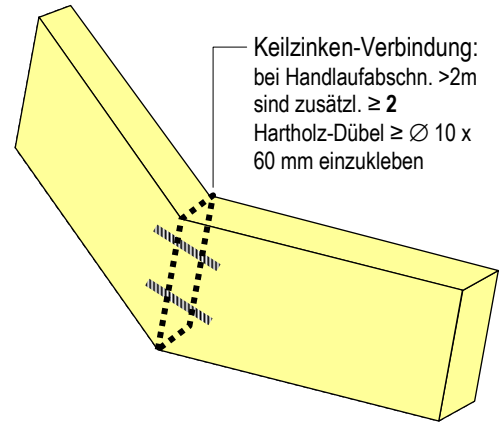 Keilzinken-Verbindung:
bei Handlaufabschn. >2m
sind zusätzl. ≥ 2
Hartholz-Dübel ≥ ∅ 10 x
60 mm einzukleben